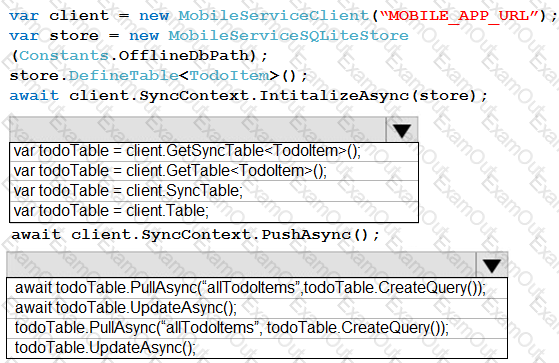 var client = new MobileServiceClient(“MOBILE_APP_URL”);
var store = new MobileServiceSQLiteStore
(Constants.OfflineDbPath);
store.DefineTable<TodoItem>();
await client.SyncContext.IntitalizeAsync(store);
var todoTable = client.GetSyncTable<TodoItem>();
var todoTable = client.GetTable<TodoItem>();
var todoTable = client.SyncTable;
var todoTable = client.Table;
await client.SyncContext.PushAsync();
await todoTable.PullAsync(“allTodoItems”,todoTable.CreateQuery());
await todoTable.UpdateAsync();
todoTable.PullAsync(“allTodoItems”, todoTable.CreateQuery());
todoTable.UpdateAsync();